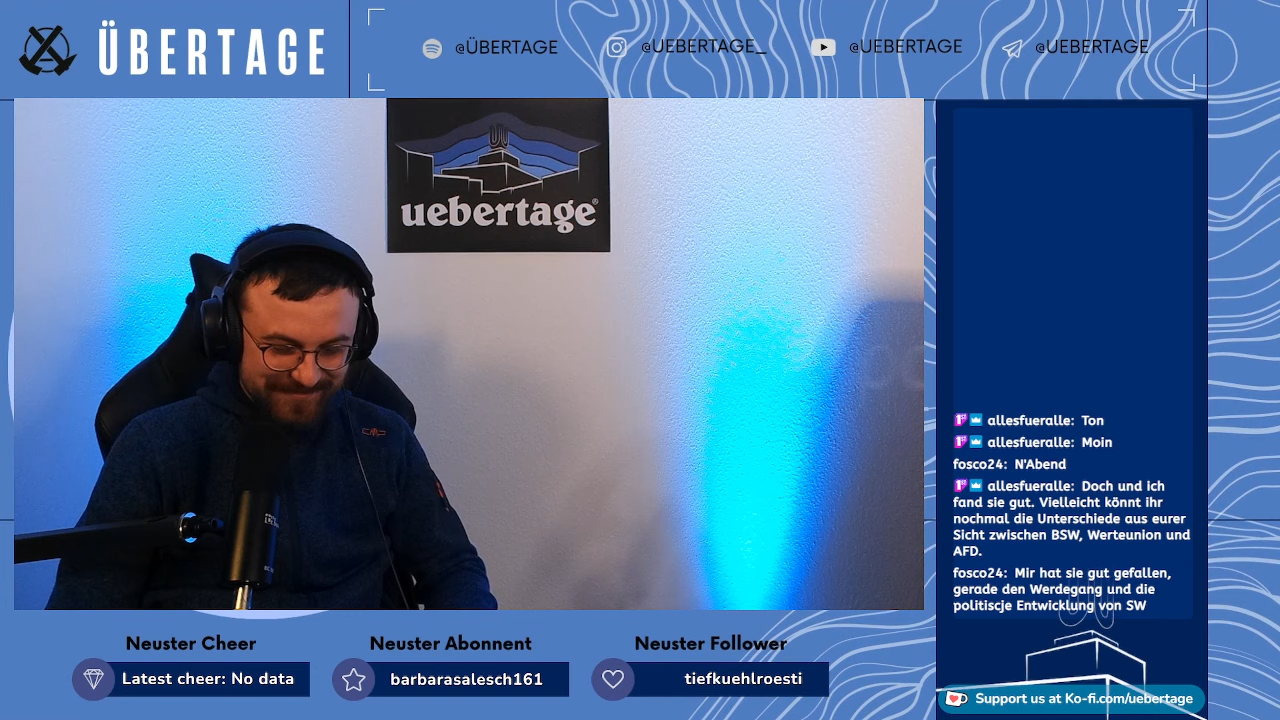 ÜBERTAGE
@ÜBERTAGE
@UEBERTAGE_
@UEBERTAGE
@UEBERTAGE
uebertage®
allesfueralle: Ton
allesfueralle: Moin
fosco24: N'Abend
allesfueralle: Doch und ich
fand sie gut. Vielleicht könnt ihr
nochmal die Unterschiede aus eurer
Sicht zwischen BSW, Werteunion und
AFD.
fosco24: Mir hat sie gut gefallen,
gerade den Werdegang und die
politiscje Entwicklung von SW
Neuster Cheer
Latest cheer: No data
Neuster Abonnent
barbarasalesch161
Neuster Follower
tiefkuehlroesti
Support us at Ko-fi.com/uebertage